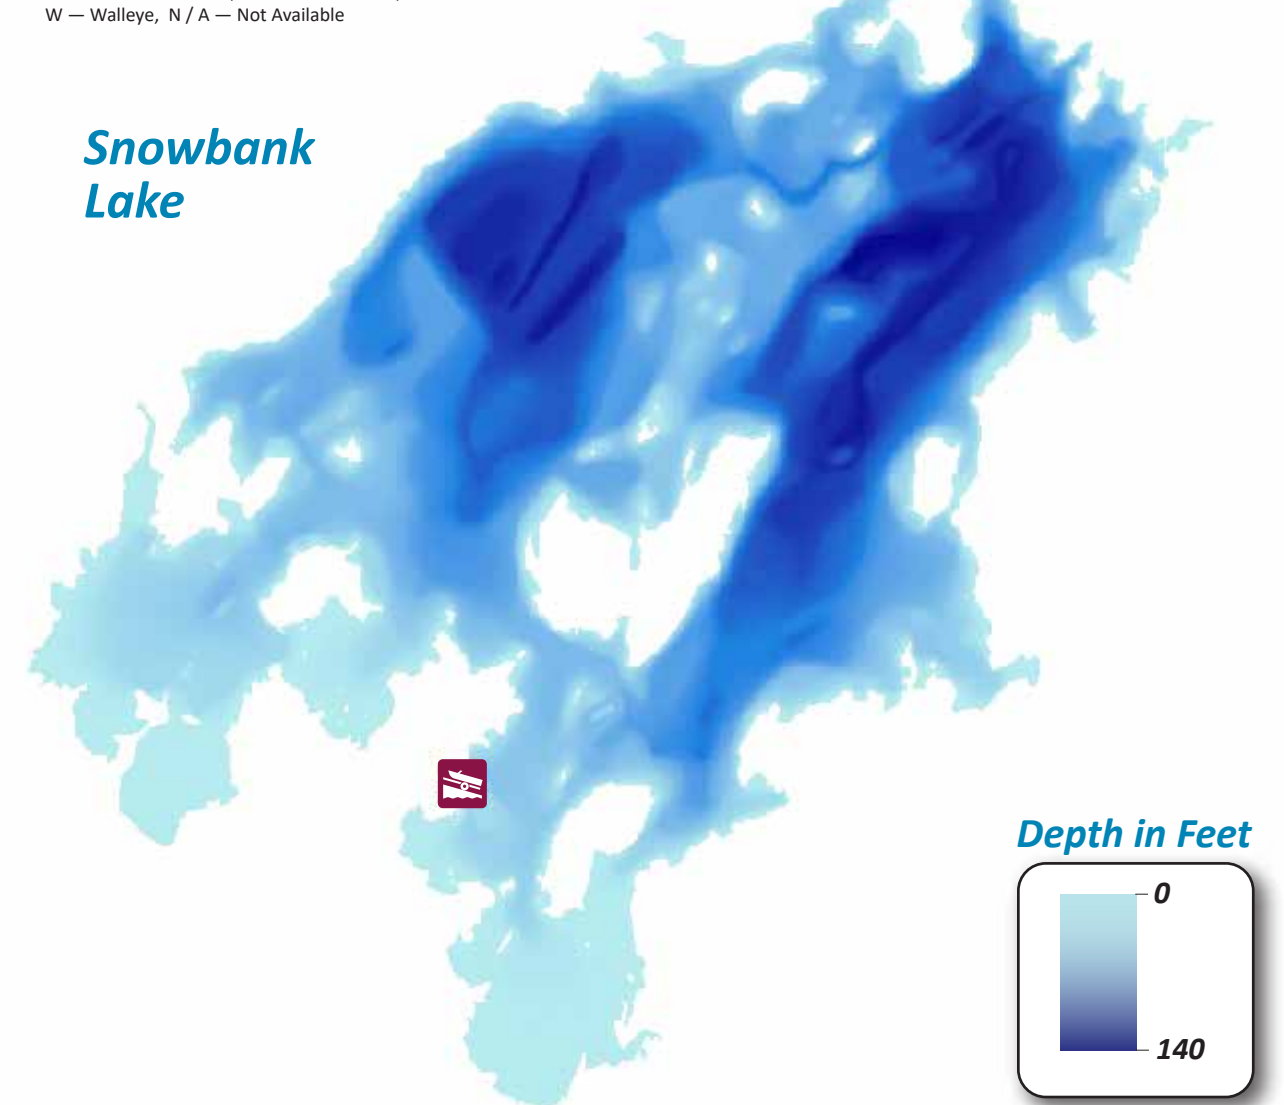 W — Walleye,  N / A — Not Available
Snowbank
Lake
Depth in Feet
0
140